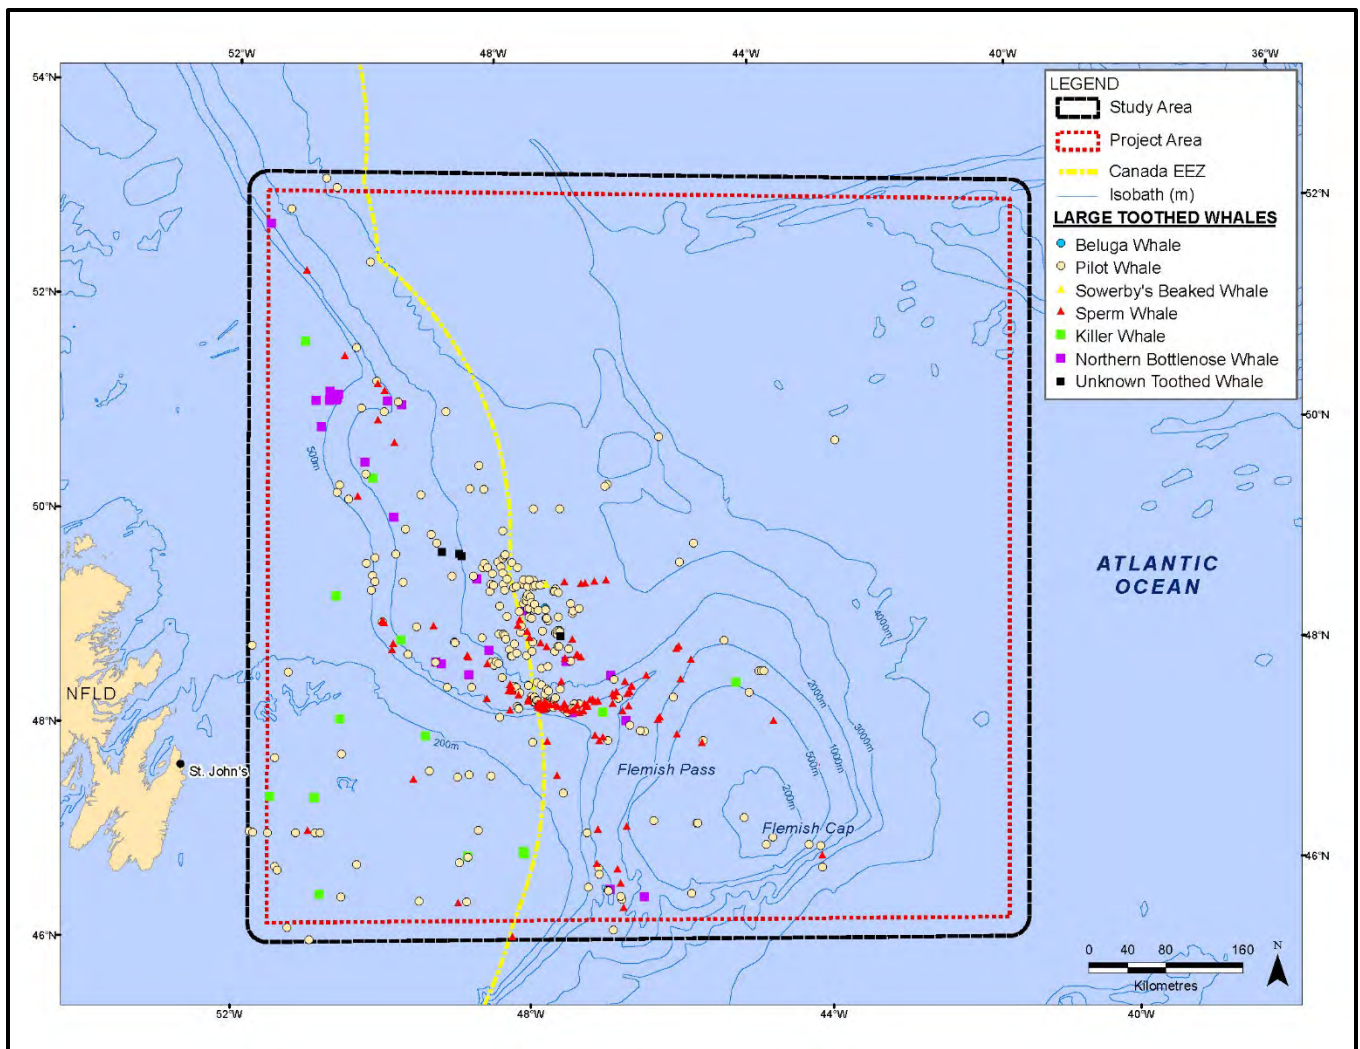 52°W 48°W 44°W 40°W 36°W
54°N
LEGEND
Study Area
Project Area
Canada EEZ
Isobath (m)
LARGE TOOTHED WHALES
Beluga Whale
Pilot Whale
Sowerby's Beaked Whale
Sperm Whale
Killer Whale
Northern Bottlenose Whale
Unknown Toothed Whale
52°N
52°N
50°N
500m
50°N
ATLANTIC
OCEAN
4000m
48°N
NFLD
2000m
3000m
48°N
200m
1000m
500m
St. John's
Flemish Pass
200m
Flemish Cap
46°N
46°N
0 40 80 160
Kilometres
N
52°W 48°W 44°W 40°W